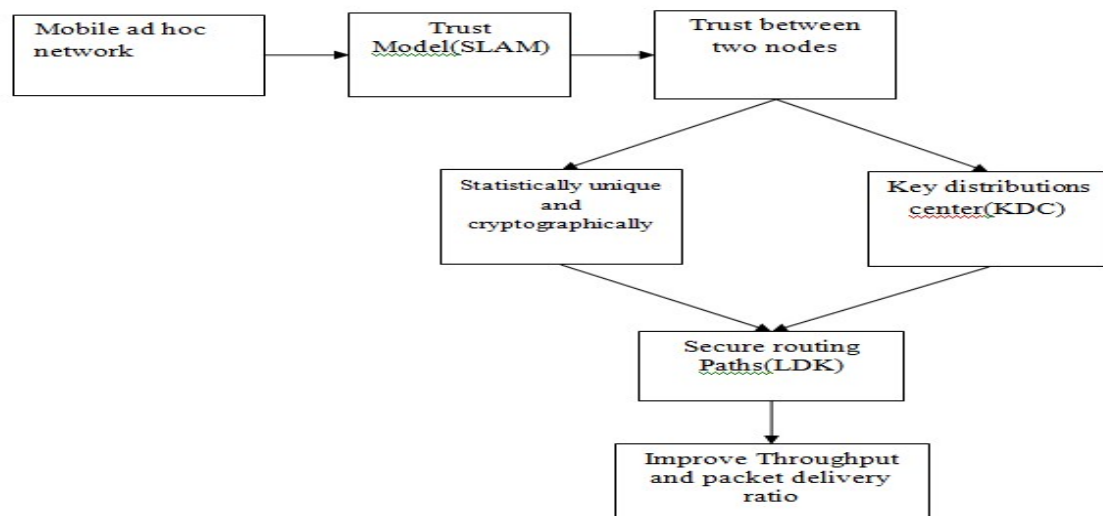 Mobile ad hoc
network
Trust
Model(SLAM)
Trust between
two nodes
Statistically unique
and
cryptographically
Key distributions
center(KDC)
Secure routing
Paths(LDK)
Improve Throughput
and packet delivery
ratio